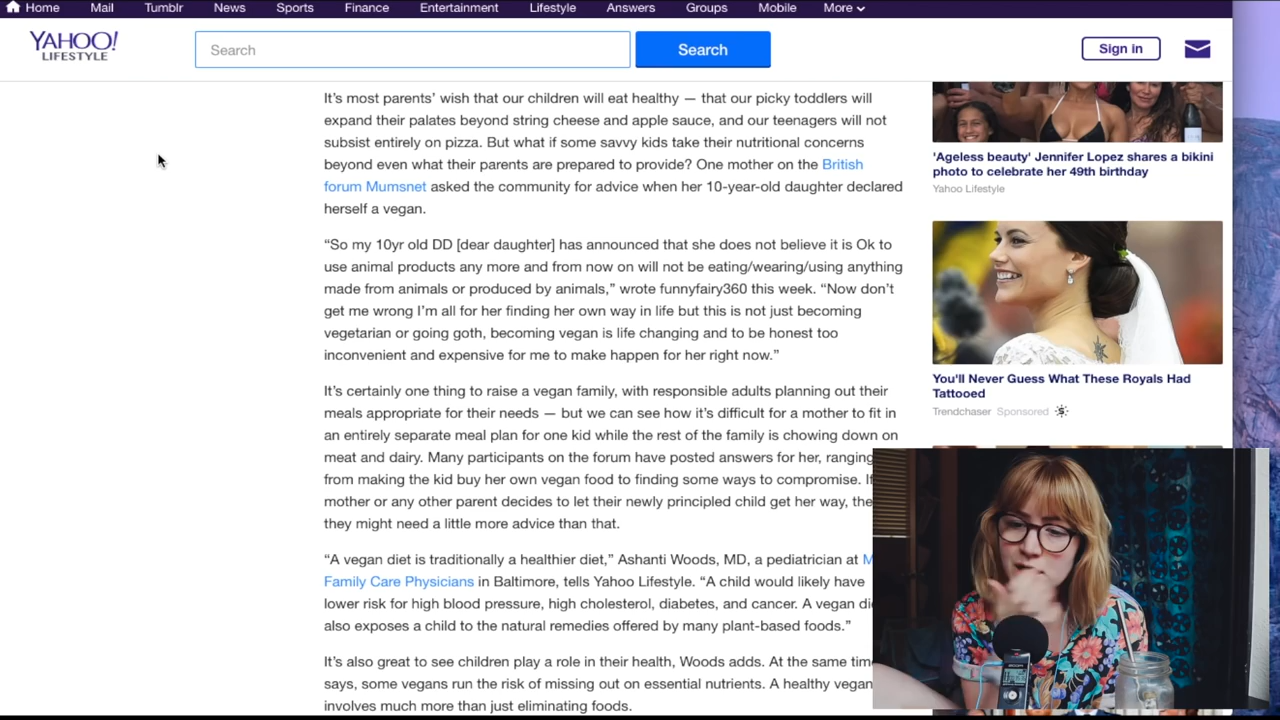 Home Mail Tumblr News Sports Finance Entertainment Lifestyle Answers Groups Mobile More
YAHOO!
LIFESTYLE
Search
Search
Sign in
It’s most parents’ wish that our children will eat healthy — that our picky toddlers will
expand their palates beyond string cheese and apple sauce, and our teenagers will not
subsist entirely on pizza. But what if some savvy kids take their nutritional concerns
beyond even what their parents are prepared to provide? One mother on the British
forum Mumsnet asked the community for advice when her 10-year-old daughter declared
herself a vegan.
“So my 10yr old DD [dear daughter] has announced that she does not believe it is Ok to
use animal products any more and from now on will not be eating/wearing/using anything
made from animals or produced by animals,” wrote funnyfairy360 this week. “Now don’t
get me wrong I’m all for her finding her own way in life but this is not just becoming
vegetarian or going goth, becoming vegan is life changing and to be honest too
inconvenient and expensive for me to make happen for her right now.”
It’s certainly one thing to raise a vegan family, with responsible adults planning out their
meals appropriate for their needs — but we can see how it’s difficult for a mother to fit in
an entirely separate meal plan for one kid while the rest of the family is chowing down on
meat and dairy. Many participants on the forum have posted answers for her, ranging
from making the kid buy her own vegan food to finding some ways to compromise.
mother or any other parent decides to let their newly principled child get her way,
they might need a little more advice than that.
“A vegan diet is traditionally a healthier diet,” Ashanti Woods, MD, a pediatrician at
Family Care Physicians in Baltimore, tells Yahoo Lifestyle. “A child would likely have
lower risk for high blood pressure, high cholesterol, diabetes, and cancer. A vegan
also exposes a child to the natural remedies offered by many plant-based foods.”
It’s also great to see children play a role in their health, Woods adds. At the same
says, some vegans run the risk of missing out on essential nutrients. A healthy vegan
involves much more than just eliminating foods.
'Ageless beauty' Jennifer Lopez shares a bikini
photo to celebrate her 49th birthday
Yahoo Lifestyle
You'll Never Guess What These Royals Had
Tattooed
Trendchaser Sponsored
zoom